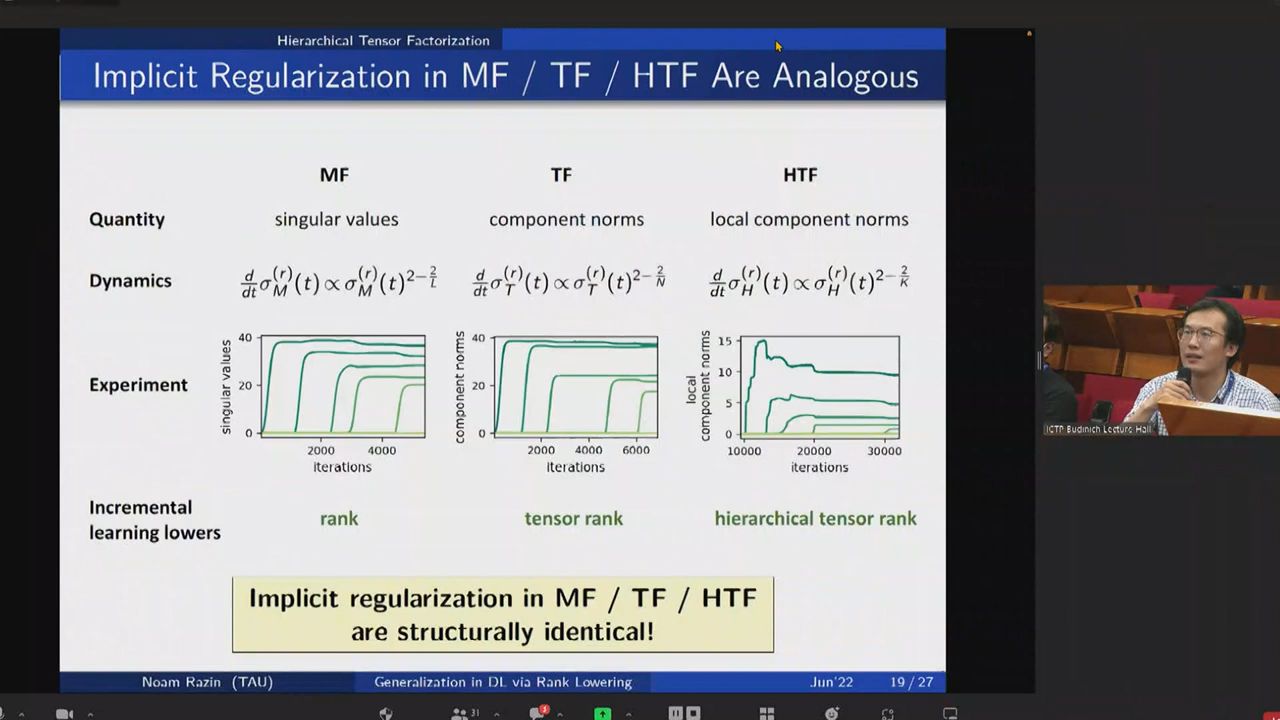 Hierarchical Tensor Factorization
Implicit Regularization in MF / TF / HTF Are Analogous
MF TF HTF
Quantity singular values component norms local component norms
Dynamics d/dt σ_M^(r)(t) ∝ σ_M^(r)(t)^2−2/L d/dt σ_T^(r)(t) ∝ σ_T^(r)(t)^2−2/N d/dt σ_H^(r)(t) ∝ σ_H^(r)(t)^2−2/K
Experiment
singular values
40
20
0
2000 4000
iterations
component norms
40
20
0
2000 4000 6000
iterations
local
component norms
15
10
5
0
10000 20000 30000
iterations
Incremental
learning lowers
rank tensor rank hierarchical tensor rank
Implicit regularization in MF / TF / HTF
are structurally identical!
Noam Razin (TAU) Generalization in DL via Rank Lowering Jun'22 19 / 27
ICTP Budinich Lecture Hall
31
3